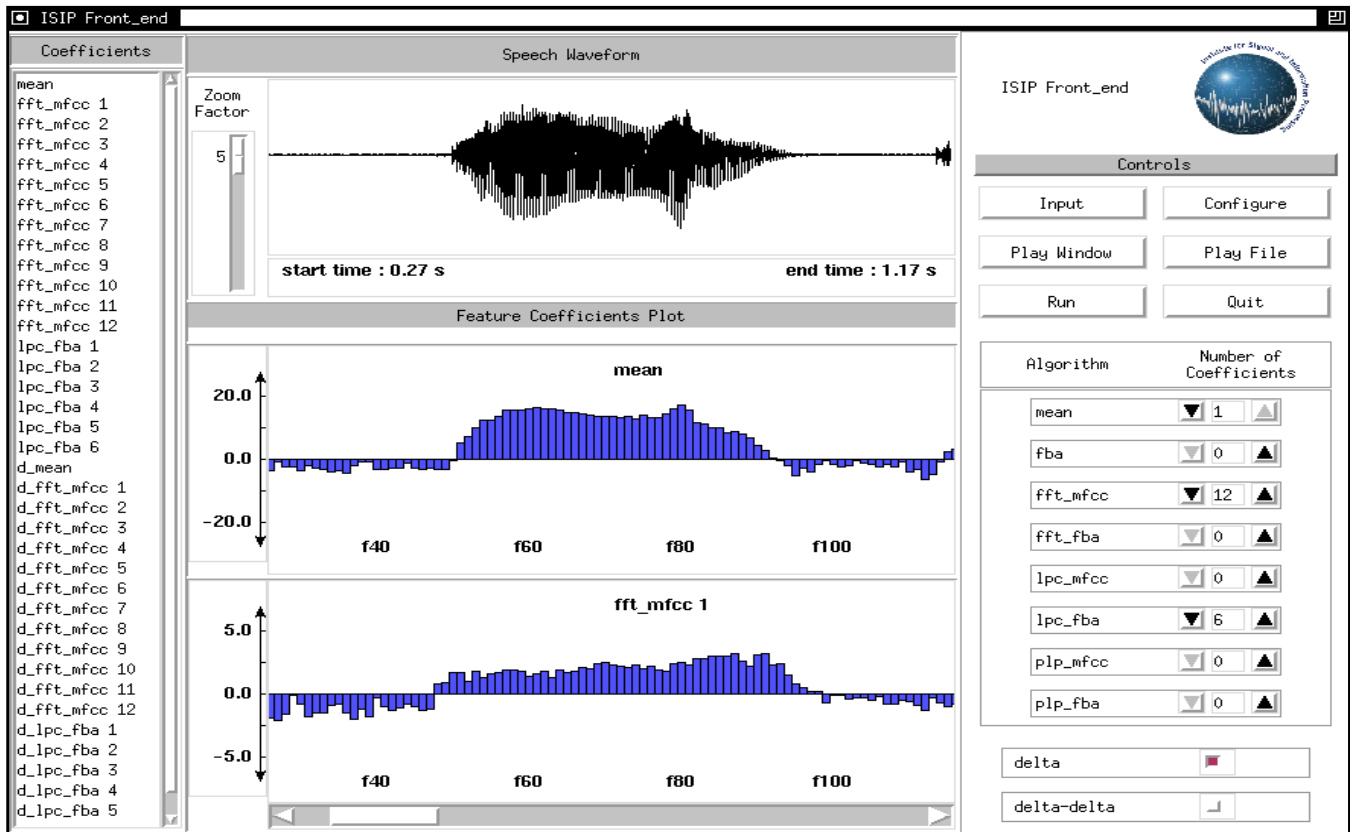 ISIP Front_end
Coefficients
mean
fft_mfcc 1
fft_mfcc 2
fft_mfcc 3
fft_mfcc 4
fft_mfcc 5
fft_mfcc 6
fft_mfcc 7
fft_mfcc 8
fft_mfcc 9
fft_mfcc 10
fft_mfcc 11
fft_mfcc 12
lpc_fba 1
lpc_fba 2
lpc_fba 3
lpc_fba 4
lpc_fba 5
lpc_fba 6
d_mean
d_fft_mfcc 1
d_fft_mfcc 2
d_fft_mfcc 3
d_fft_mfcc 4
d_fft_mfcc 5
d_fft_mfcc 6
d_fft_mfcc 7
d_fft_mfcc 8
d_fft_mfcc 9
d_fft_mfcc 10
d_fft_mfcc 11
d_fft_mfcc 12
d_lpc_fba 1
d_lpc_fba 2
d_lpc_fba 3
d_lpc_fba 4
d_lpc_fba 5
Speech Waveform
Zoom
Factor
5
start time : 0.27 s
end time : 1.17 s
Feature Coefficients Plot
mean
20.0
0.0
-20.0
f40 f60 f80 f100
fft_mfcc 1
5.0
0.0
-5.0
f40 f60 f80 f100
ISIP Front_end
Institute for Signal and Information Processing
Controls
Input Configure
Play Window Play File
Run Quit
Algorithm
Number of
Coefficients
mean 1
fba 0
fft_mfcc 12
fft_fba 0
lpc_mfcc 0
lpc_fba 6
plp_mfcc 0
plp_fba 0
delta
delta-delta